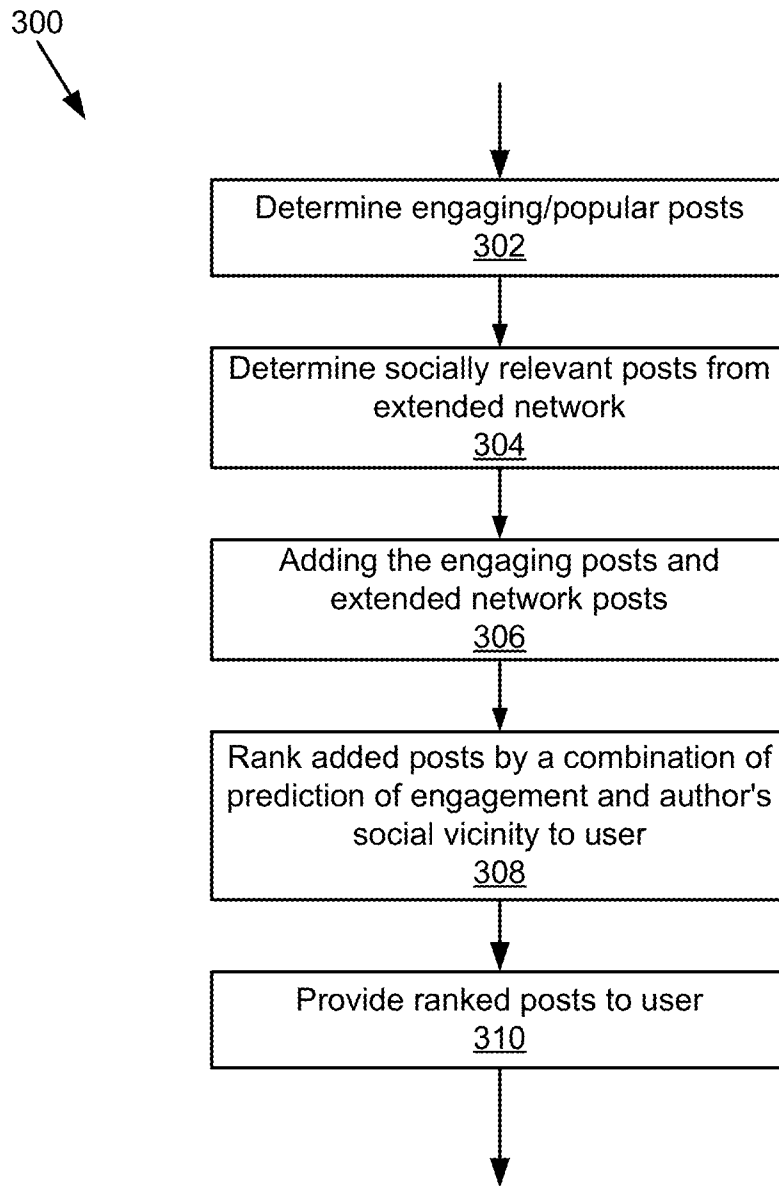 300
Determine engaging/popular posts
302
Determine socially relevant posts from
extended network
304
Adding the engaging posts and
extended network posts
306
Rank added posts by a combination of
prediction of engagement and author's
social vicinity to user
308
Provide ranked posts to user
310